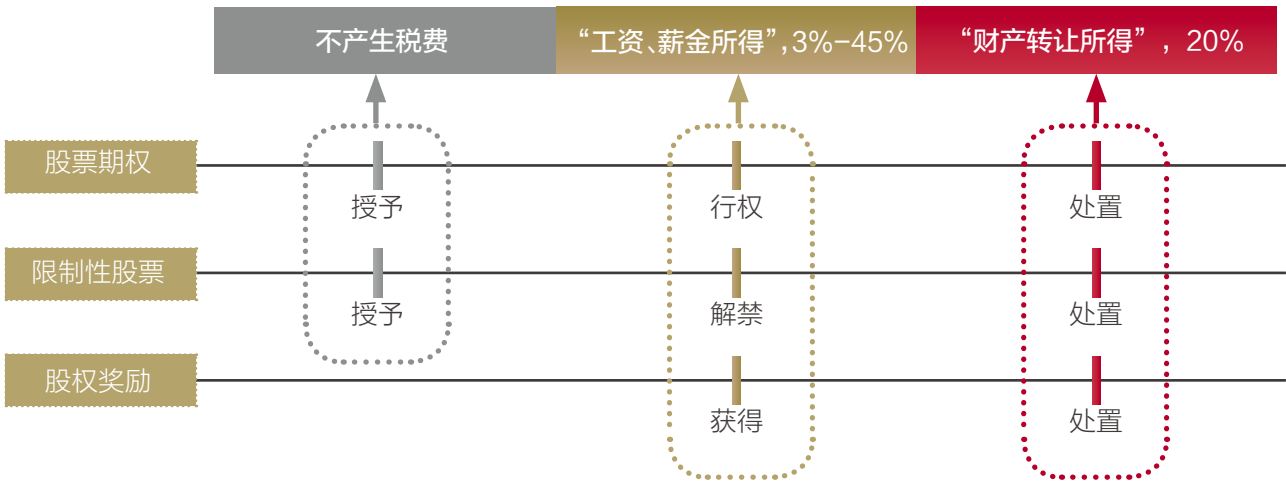 不产生税费
“工资、薪金所得”,3%-45%
“财产转让所得”，20%
股票期权
授予
行权
处置
限制性股票
授予
解禁
处置
股权奖励
获得
处置